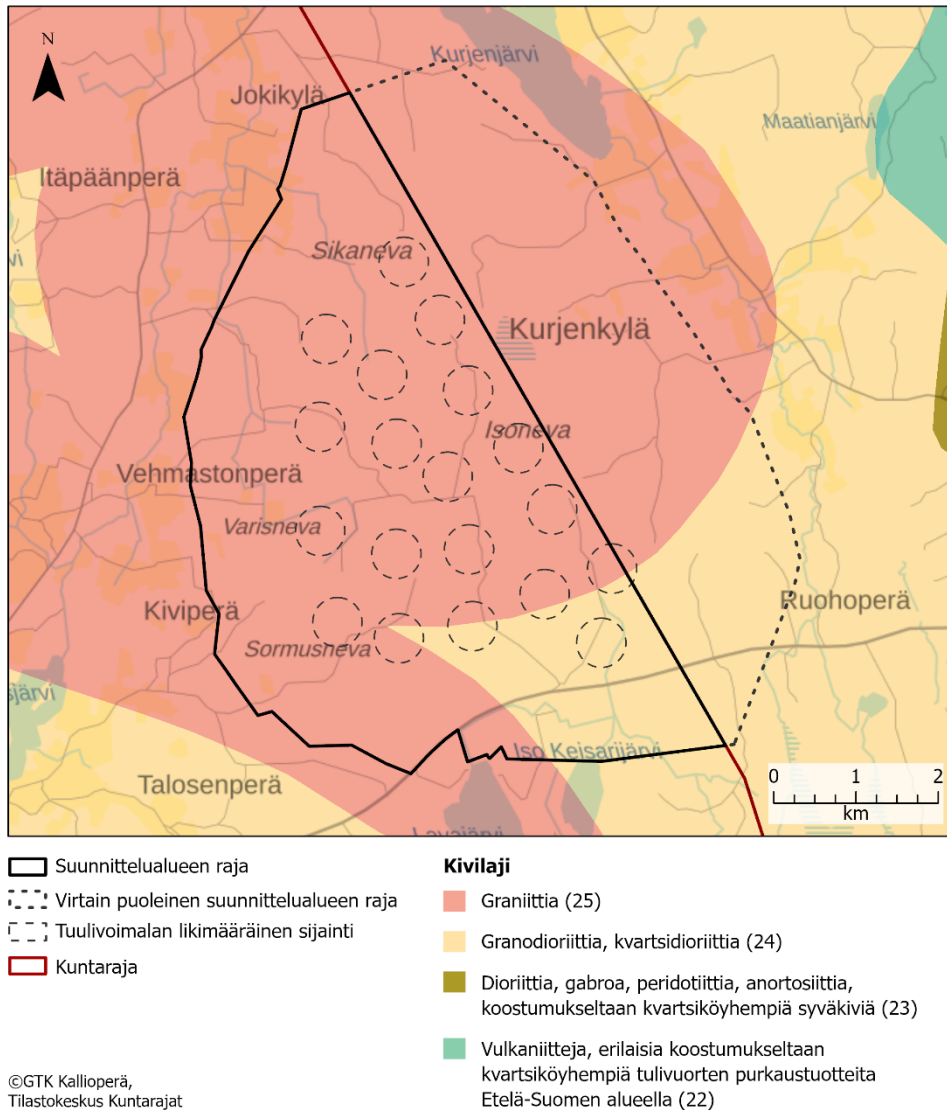 N
Kurjenjärvi
Jokikylä
Maatianjärvi
Itäpäänperä
Sikaneva
vi
Kurjenkylä
Isoneva
Vehmastonperä
Varisneva
Kiviperä
Ruohoperä
Sormusneva
sjärvi
Iso Keisarijärvi
Talosenperä
0 1 2
km
Suunnittelualueen raja
Virtain puoleinen suunnittelualueen raja
Tuulivoimalan likimääräinen sijainti
Kuntaraja
©GTK Kallioperä,
Tilastokeskus Kuntarajat
Kivilaji
Graniittia (25)
Granodioriittia, kvartsidioriittia (24)
Dioriittia, gabroa, peridotiittia, anortosiittia,
koostumukseltaan kvartsiköyhempiä syväkiviä (23)
Vulkaniitteja, erilaisia koostumukseltaan
kvartsiköyhempiä tulivuorten purkaustuotteita
Etelä-Suomen alueella (22)